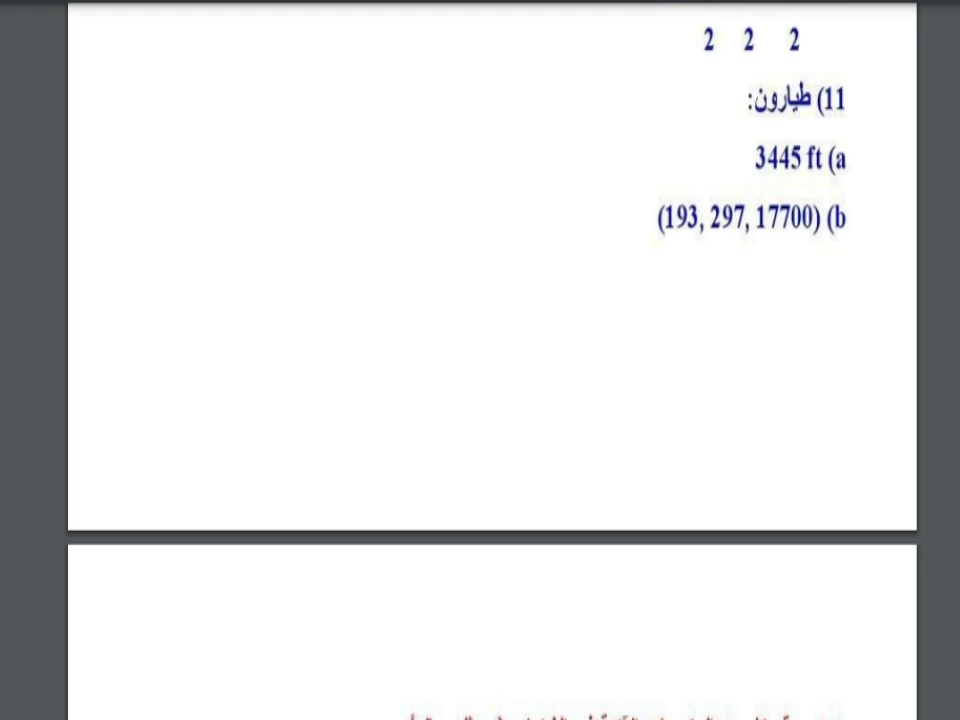 2 2 2
11) طيارون:
3445 ft (a
(193, 297, 17700) (b